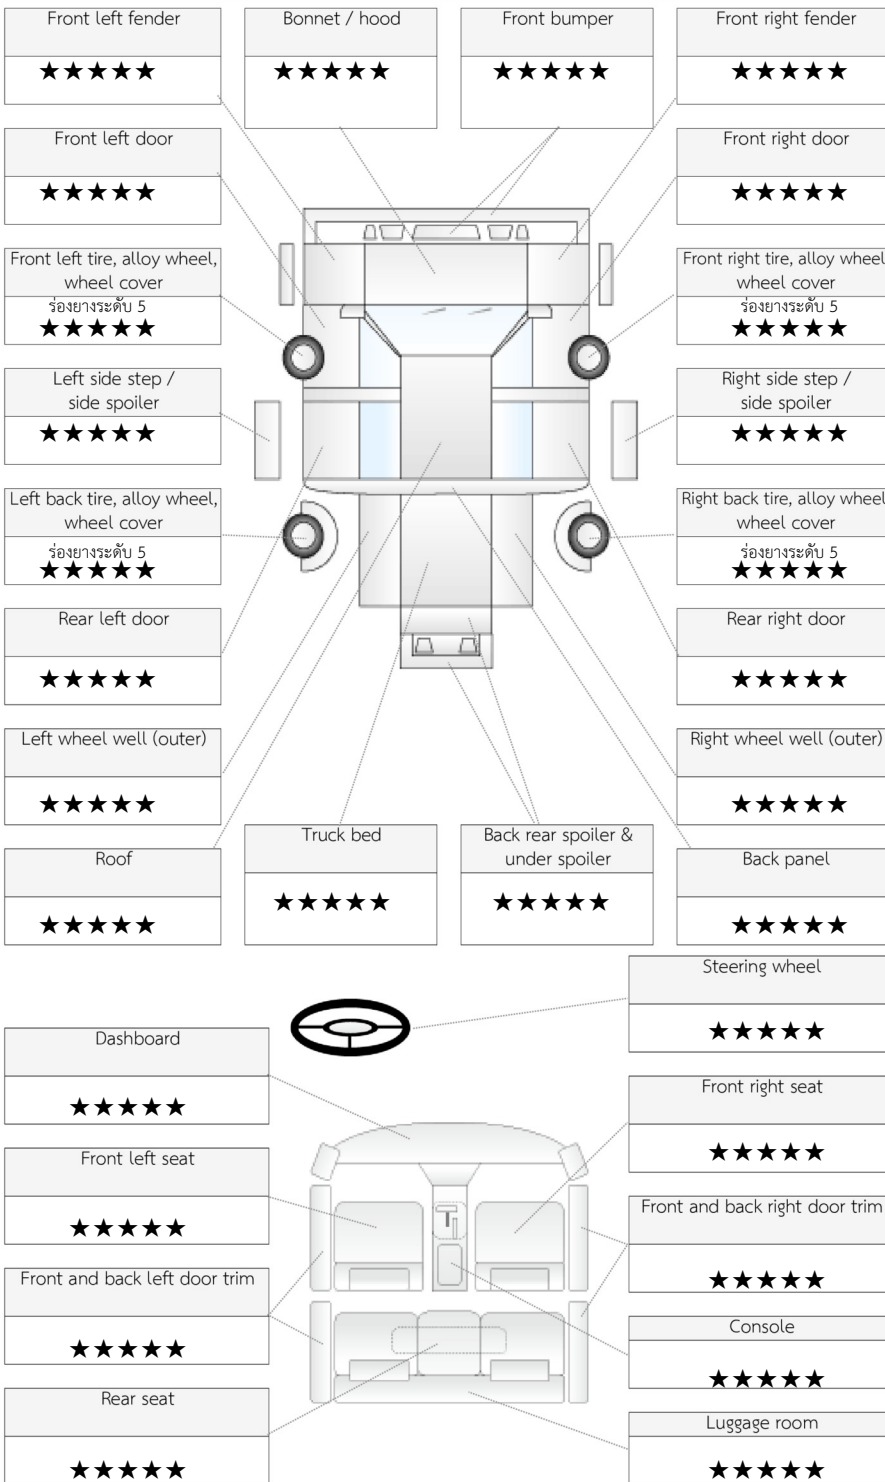 Front left fender
★★★★★
Bonnet / hood
★★★★★
Front bumper
★★★★★
Front right fender
★★★★★
Front left door
★★★★★
Front right door
★★★★★
Front left tire, alloy wheel,
wheel cover
ร่องยางระดับ 5
★★★★★
Front right tire, alloy wheel
wheel cover
ร่องยางระดับ 5
★★★★★
Left side step /
side spoiler
★★★★★
Right side step /
side spoiler
★★★★★
Left back tire, alloy wheel,
wheel cover
ร่องยางระดับ 5
★★★★★
Right back tire, alloy wheel
wheel cover
ร่องยางระดับ 5
★★★★★
Rear left door
★★★★★
Rear right door
★★★★★
Left wheel well (outer)
★★★★★
Right wheel well (outer)
★★★★★
Roof
★★★★★
Truck bed
★★★★★
Back rear spoiler &
under spoiler
★★★★★
Back panel
★★★★★
Steering wheel
★★★★★
Dashboard
★★★★★
Front right seat
★★★★★
Front left seat
★★★★★
Front and back right door trim
★★★★★
Front and back left door trim
★★★★★
Console
★★★★★
Rear seat
★★★★★
Luggage room
★★★★★